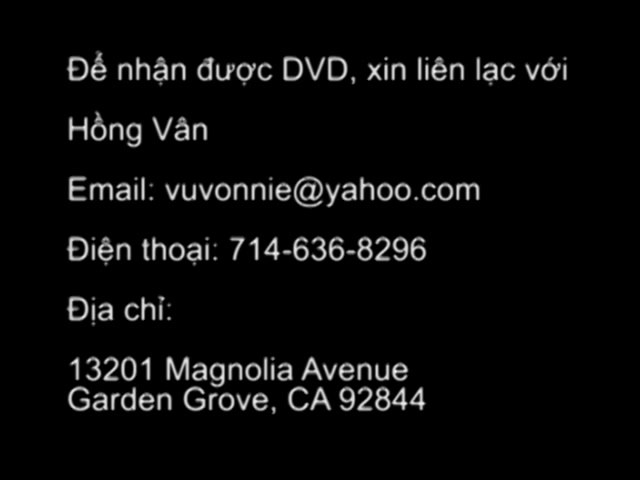 Để nhận được DVD, xin liên lạc với
Hồng Vân
Email: vuvonnie@yahoo.com
Điện thoại: 714-636-8296
Địa chỉ:
13201 Magnolia Avenue
Garden Grove, CA 92844